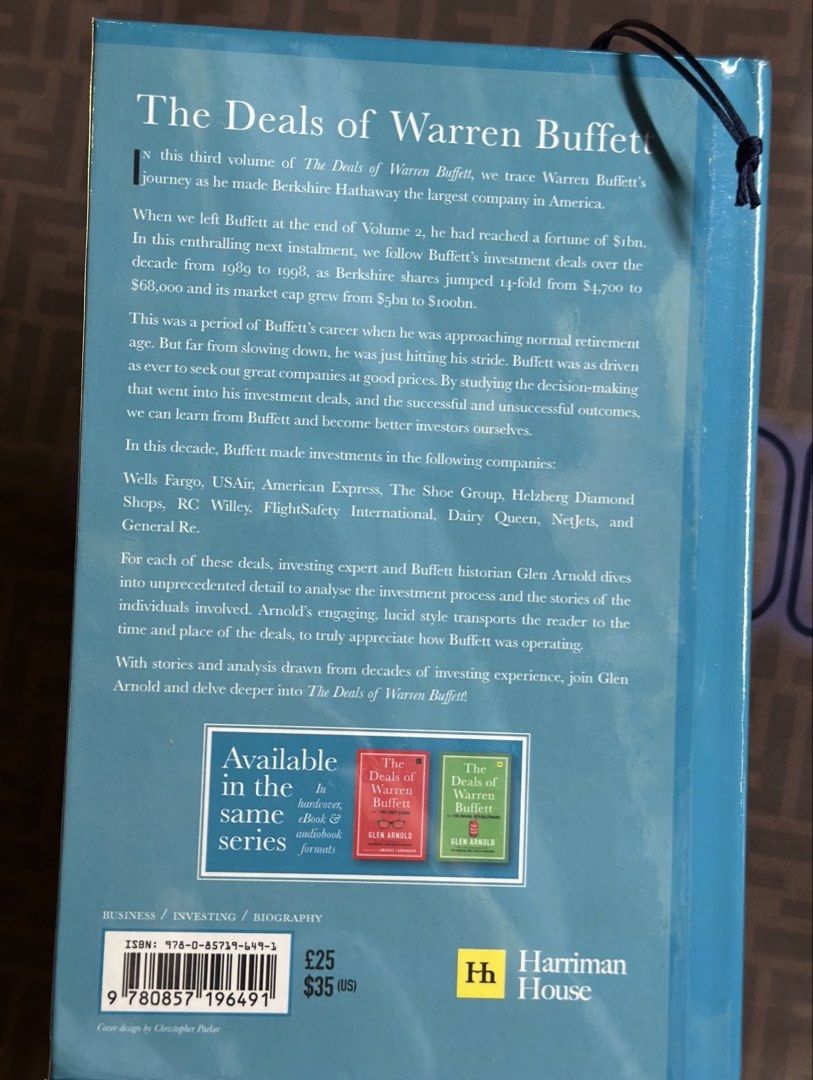 The Deals of Warren Buffett
IN this third volume of The Deals of Warren Buffett, we trace Warren Buffett's
journey as he made Berkshire Hathaway the largest company in America.
When we left Buffett at the end of Volume 2, he had reached a fortune of $1bn.
In this enthralling next instalment, we follow Buffett's investment deals over the
decade from 1989 to 1998, as Berkshire shares jumped 14-fold from $4,700 to
$68,000 and its market cap grew from $5bn to $100bn.
This was a period of Buffett's career when he was approaching normal retirement
age. But far from slowing down, he was just hitting his stride. Buffett was as driven
as ever to seek out great companies at good prices. By studying the decision-making
that went into his investment deals, and the successful and unsuccessful outcomes,
we can learn from Buffett and become better investors ourselves.
In this decade, Buffett made investments in the following companies:
Wells Fargo, USAir, American Express, The Shoe Group, Helzberg Diamond
Shops, RC Willey, FlightSafety International, Dairy Queen, NetJets, and
General Re.
For each of these deals, investing expert and Buffett historian Glen Arnold dives
into unprecedented detail to analyse the investment process and the stories of the
individuals involved. Arnold's engaging, lucid style transports the reader to the
time and place of the deals, to truly appreciate how Buffett was operating.
With stories and analysis drawn from decades of investing experience, join Glen
Arnold and delve deeper into The Deals of Warren Buffett!
Available
in the
same
series
In
hardcover,
eBook &
audiobook
formats
The
Deals of
Warren
Buffett
GLEN ARNOLD
The
Deals of
Warren
Buffett
GLEN ARNOLD
BUSINESS / INVESTING / BIOGRAPHY
ISBN: 978-0-85719-649-1
9 780857 196491
£25
$35 (US)
Hh
Harriman
House
Cover design by Christopher Parker